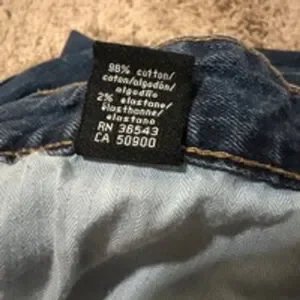 98% cotton/
coton/algodón/
algodão
2% elastane/
élasthanne/
elastano
RN 36543
CA 50900